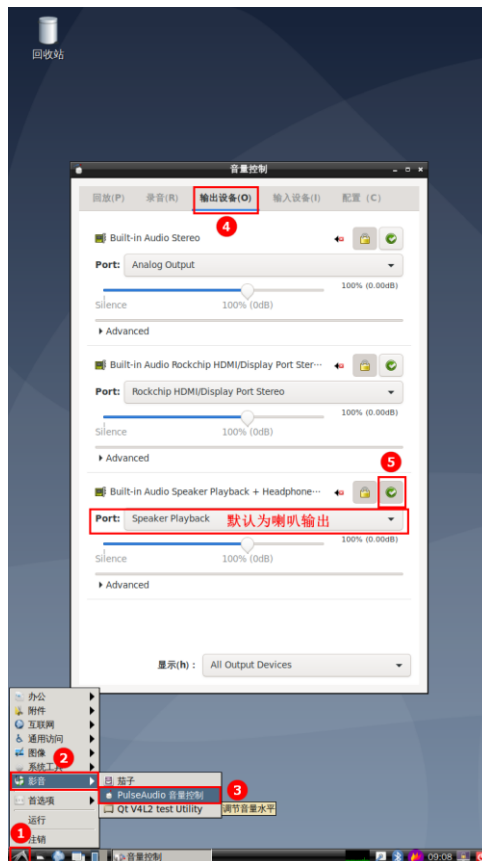 回收站
音量控制
回放(P) 录音(R) 输出设备(O) 输入设备(I) 配置 (C)
4
Built-in Audio Stereo
Port: Analog Output
100% (0.00dB)
Silence 100% (0dB)
Advanced
Built-in Audio Rockchip HDMI/Display Port Ster···
Port: Rockchip HDMI/Display Port Stereo
100% (0.00dB)
Silence 100% (0dB)
Advanced
5
Built-in Audio Speaker Playback + Headphone···
Port: Speaker Playback 默认为喇叭输出
100% (0.00dB)
Silence 100% (0dB)
Advanced
显示(h)： All Output Devices
办公
附件
互联网
通用访问
图像
2
系统工具
影音
茄子
3
PulseAudio 音量控制
首选项
Qt V4L2 test Utility
调节音量水平
运行
1
注销
音量控制
09:08